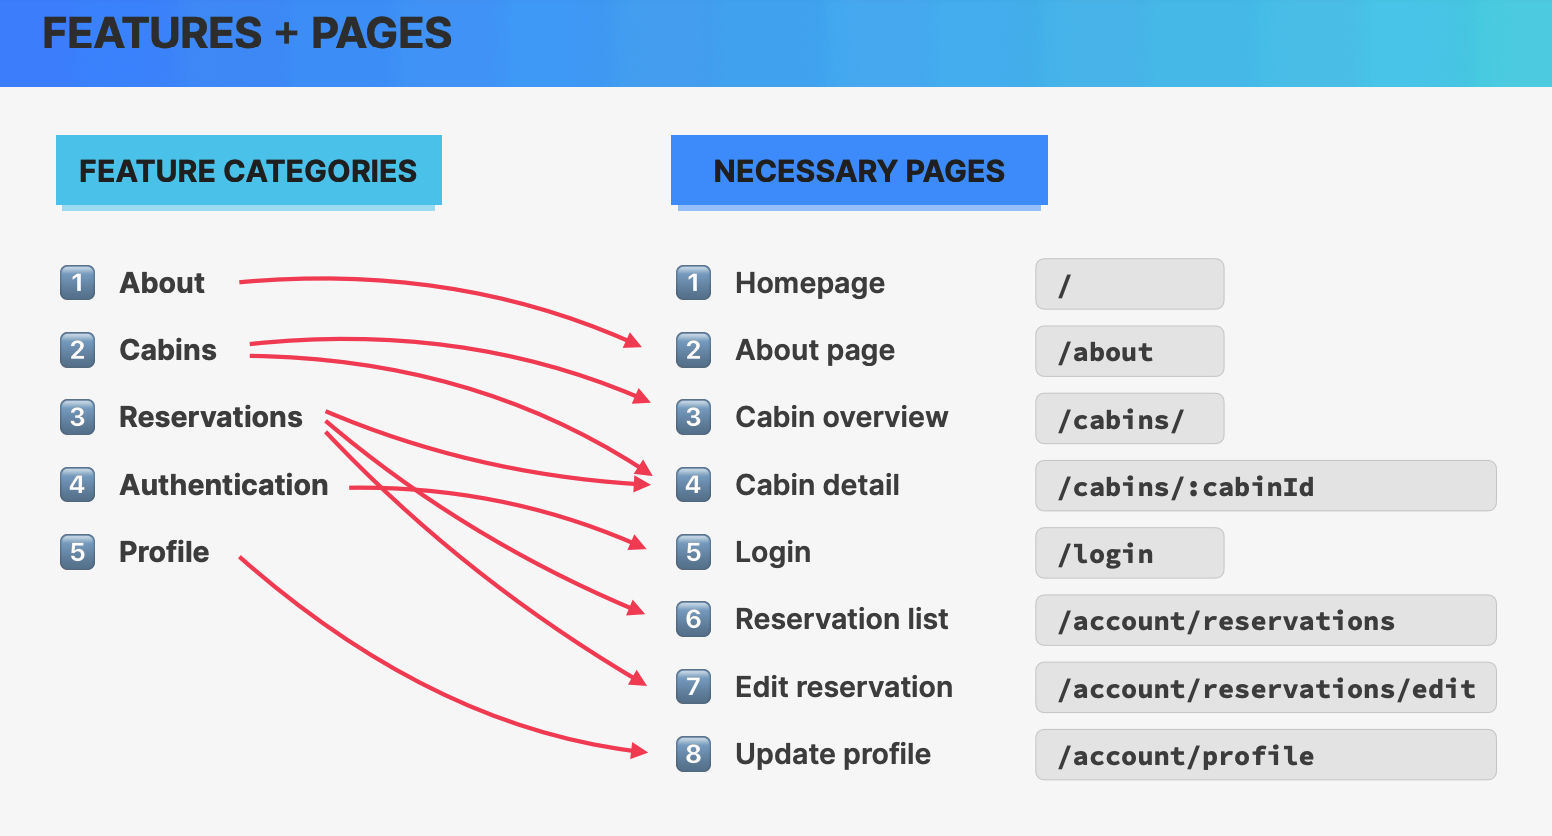 FEATURES + PAGES
FEATURE CATEGORIES
1 About
2 Cabins
3 Reservations
4 Authentication
5 Profile
NECESSARY PAGES
1 Homepage /
2 About page /about
3 Cabin overview /cabins/
4 Cabin detail /cabins/:cabinId
5 Login /login
6 Reservation list /account/reservations
7 Edit reservation /account/reservations/edit
8 Update profile /account/profile